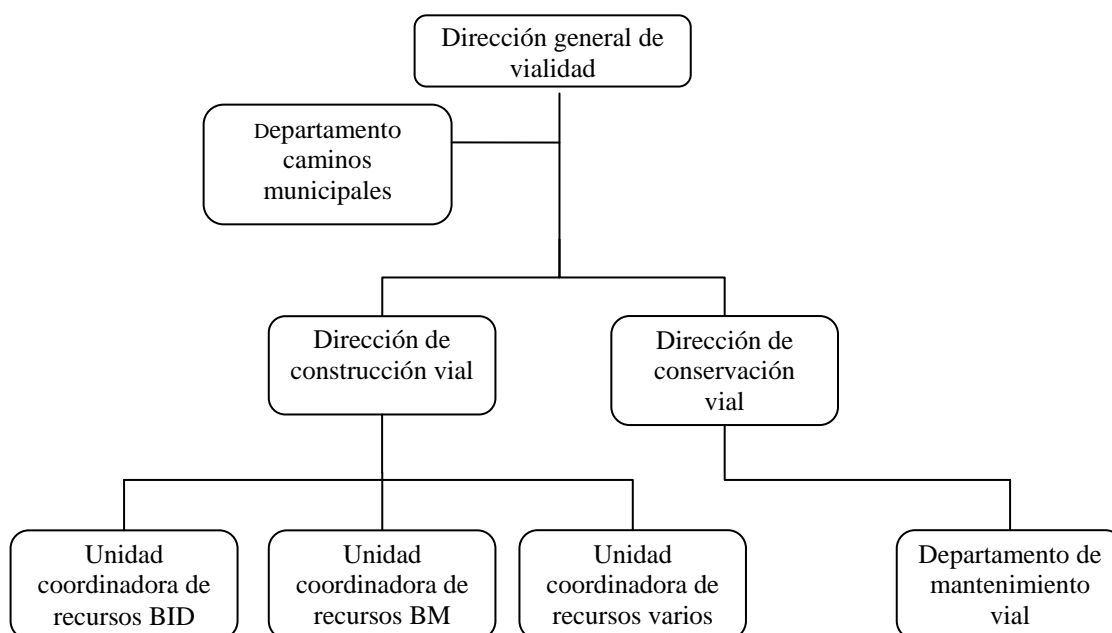 Dirección general de
vialidad
Departamento
caminos
municipales
Dirección de
construcción vial
Dirección de
conservación
vial
Unidad
coordinadora de
recursos BID
Unidad
coordinadora de
recursos BM
Unidad
coordinadora de
recursos varios
Departamento de
mantenimiento
vial